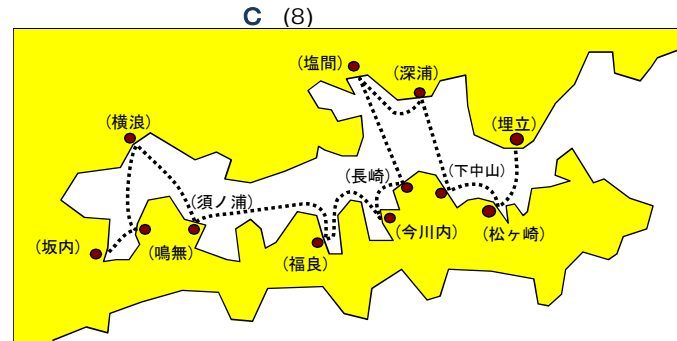 C (8)
(塩間)
(深浦)
(横浪)
(埋立)
(長崎)
(下中山)
(須ノ浦)
(今川内)
(松ヶ崎)
(坂内)
(鳴無)
(福良)